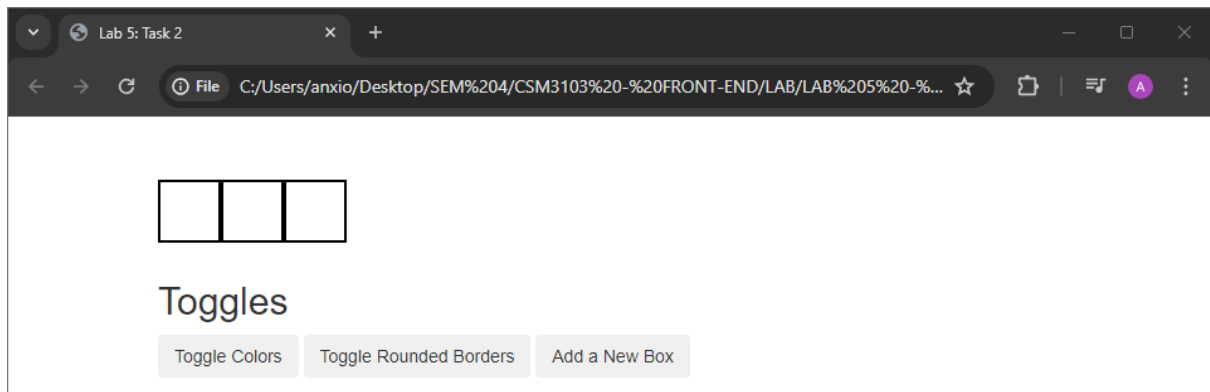 Lab 5: Task 2
File C:/Users/anxio/Desktop/SEM%204/CSM3103%20-%20FRONT-END/LAB/LAB%205%20-%...
A
Toggles
Toggle Colors Toggle Rounded Borders Add a New Box